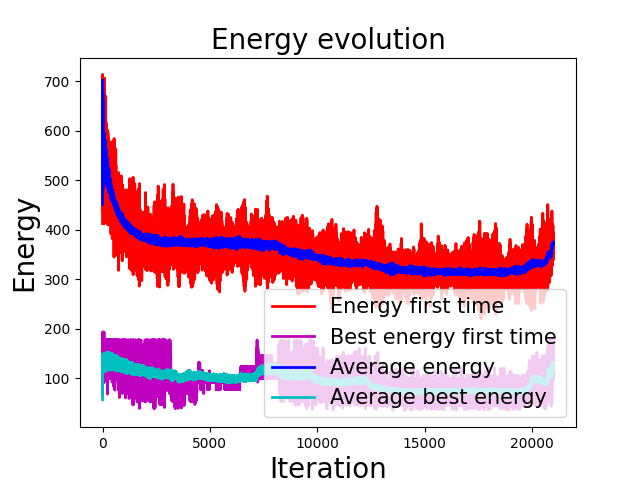 Energy evolution
Energy
700
600
500
400
300
200
100
0
5000
10000
15000
20000
Iteration
Energy first time
Best energy first time
Average energy
Average best energy